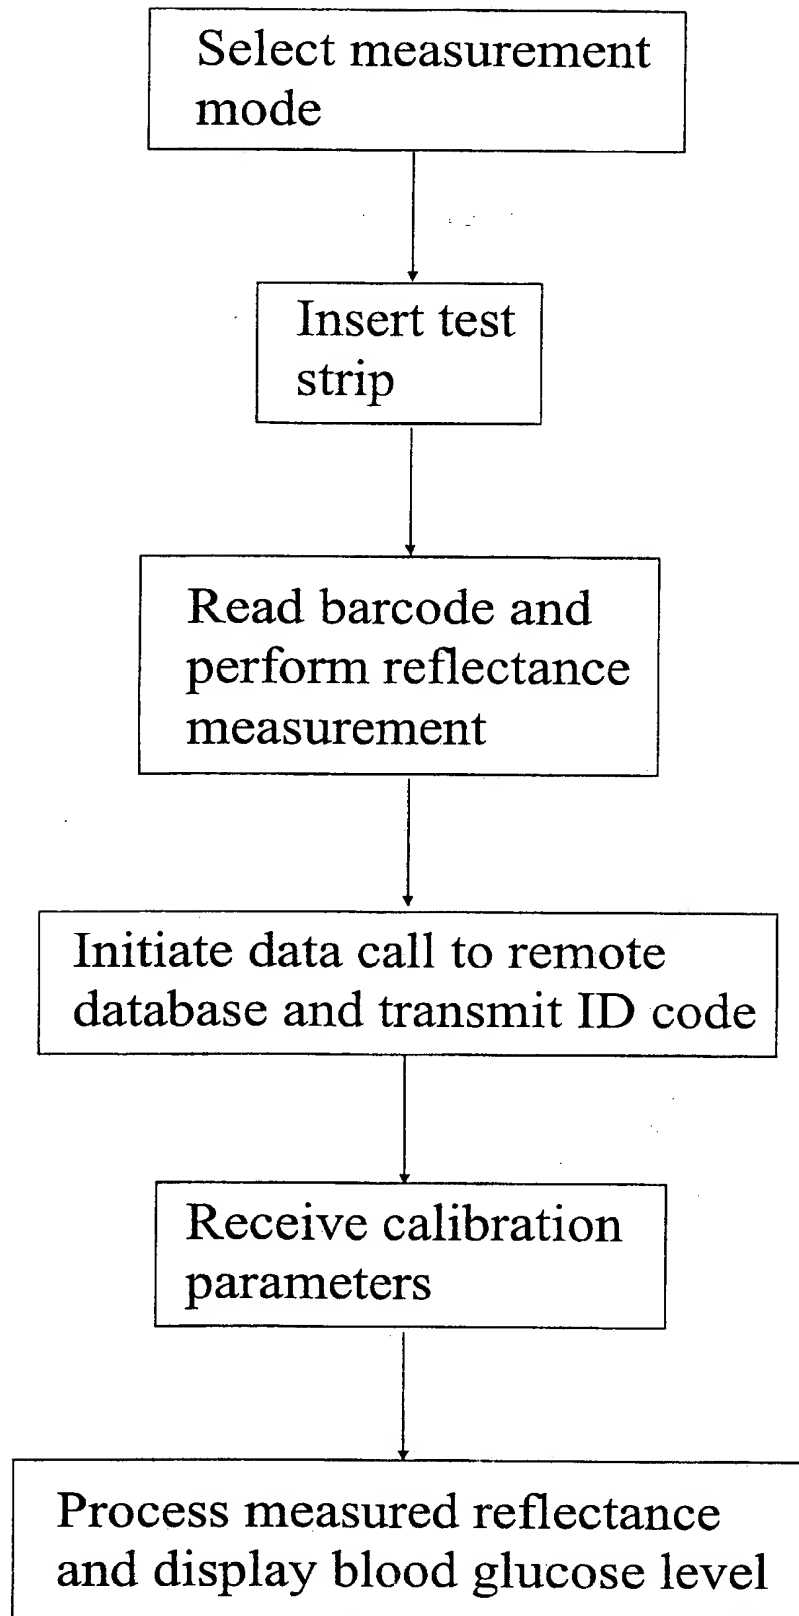 Select measurement
mode
Insert test
strip
Read barcode and
perform reflectance
measurement
Initiate data call to remote
database and transmit ID code
Receive calibration
parameters
Process measured reflectance
and display blood glucose level